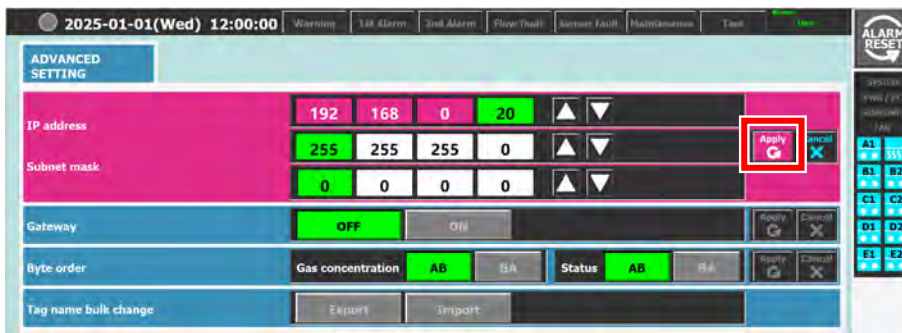 2025-01-01(Wed) 12:00:00 Warning 1st Alarm 2nd Alarm Flow Fault Sensor Fault Maintenance Test
ALARM
RESET
ADVANCED
SETTING
IP address
192 168 0 20
Subnet mask
255 255 255 0
0 0 0 0
Apply Cancel
Gateway OFF ON Apply Cancel
Byte order Gas concentration AB BA Status AB BA Apply Cancel
Tag name bulk change Export Import
A1
B1 B2
C1 C2
D1 D2
E1 E2